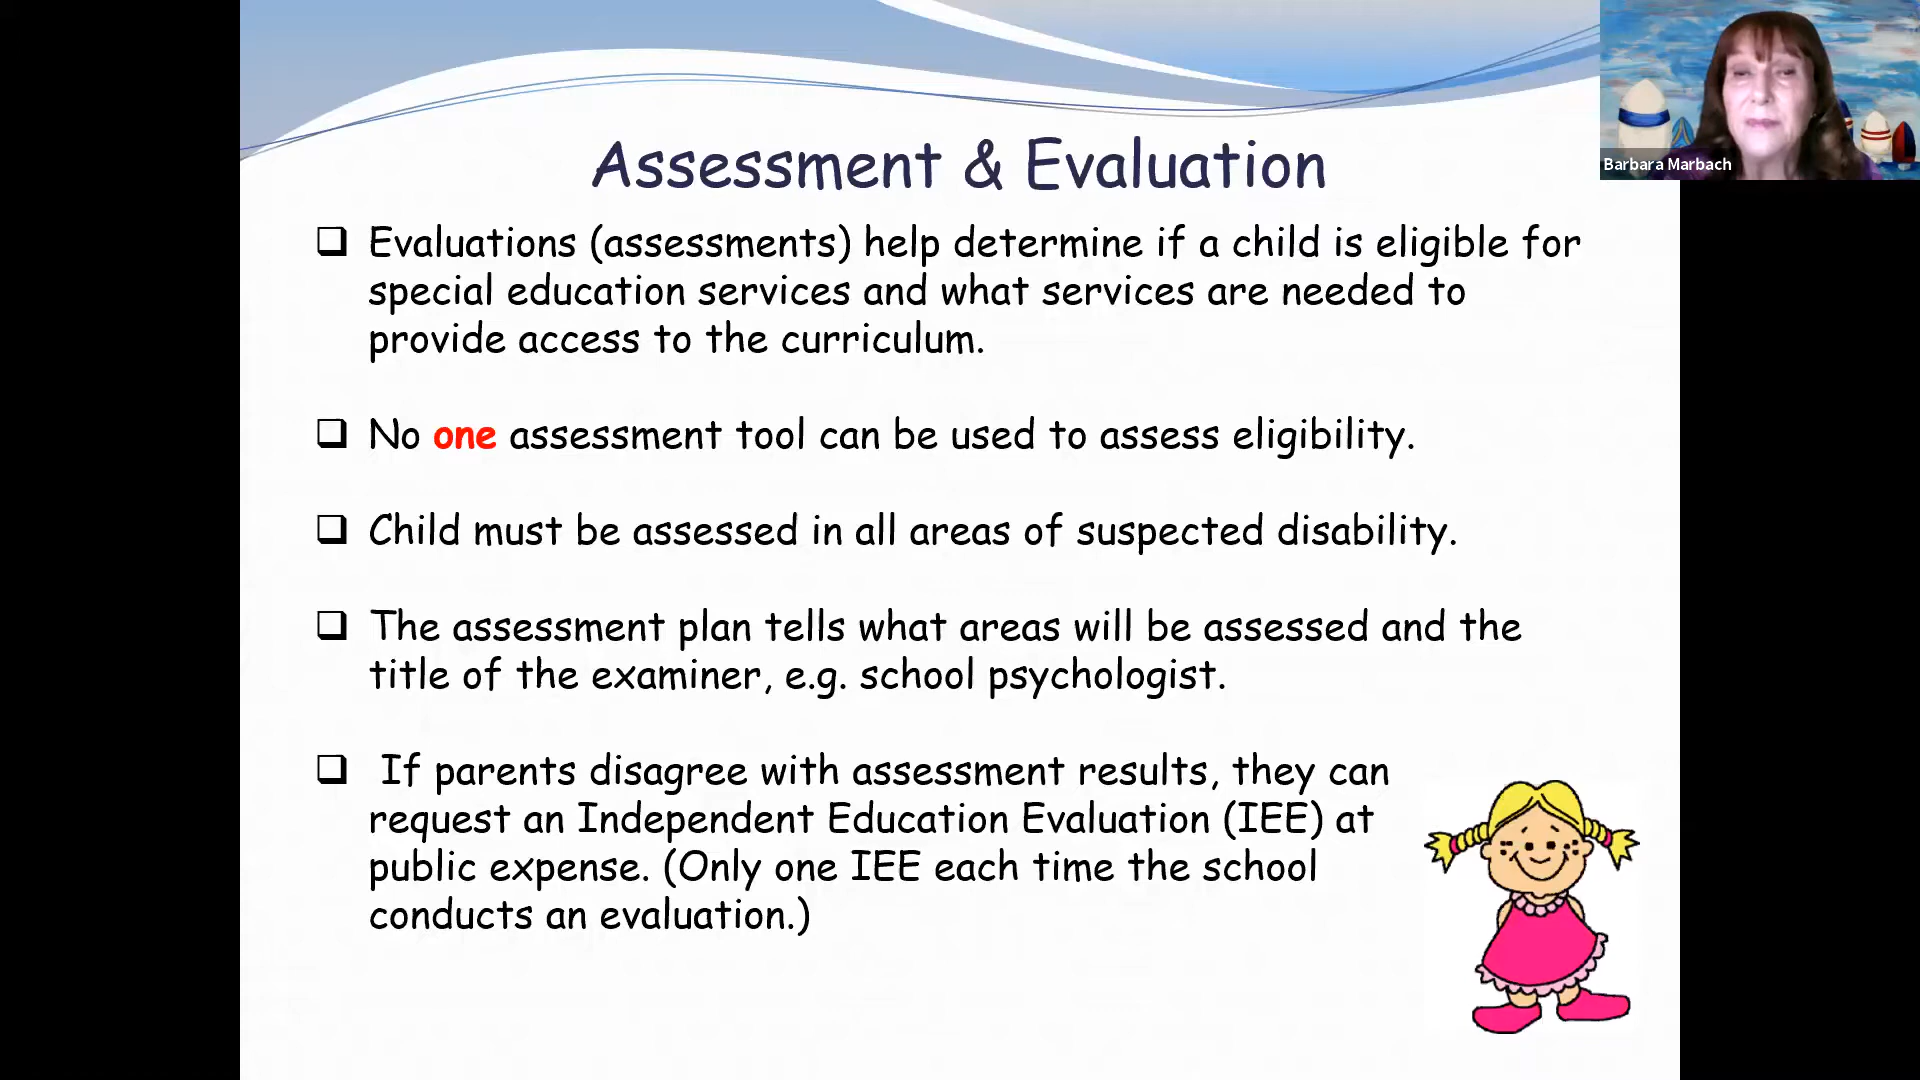 Assessment & Evaluation
Barbara Marbach
Evaluations (assessments) help determine if a child is eligible for
special education services and what services are needed to
provide access to the curriculum.
No one assessment tool can be used to assess eligibility.
Child must be assessed in all areas of suspected disability.
The assessment plan tells what areas will be assessed and the
title of the examiner, e.g. school psychologist.
If parents disagree with assessment results, they can
request an Independent Education Evaluation (IEE) at
public expense. (Only one IEE each time the school
conducts an evaluation.)